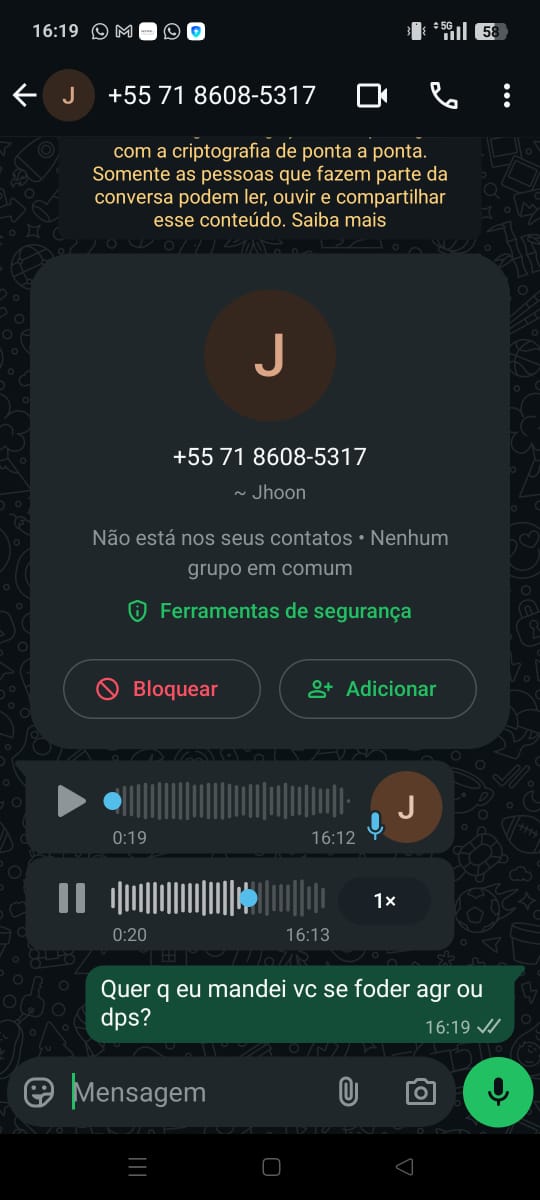 16:19
5G
58
J
+55 71 8608-5317
com a criptografia de ponta a ponta.
Somente as pessoas que fazem parte da
conversa podem ler, ouvir e compartilhar
esse conteúdo. Saiba mais
J
+55 71 8608-5317
~ Jhoon
Não está nos seus contatos • Nenhum
grupo em comum
Ferramentas de segurança
Bloquear
Adicionar
J
0:19
16:12
1×
0:20
16:13
Quer q eu mandei vc se foder agr ou
dps?
16:19
Mensagem